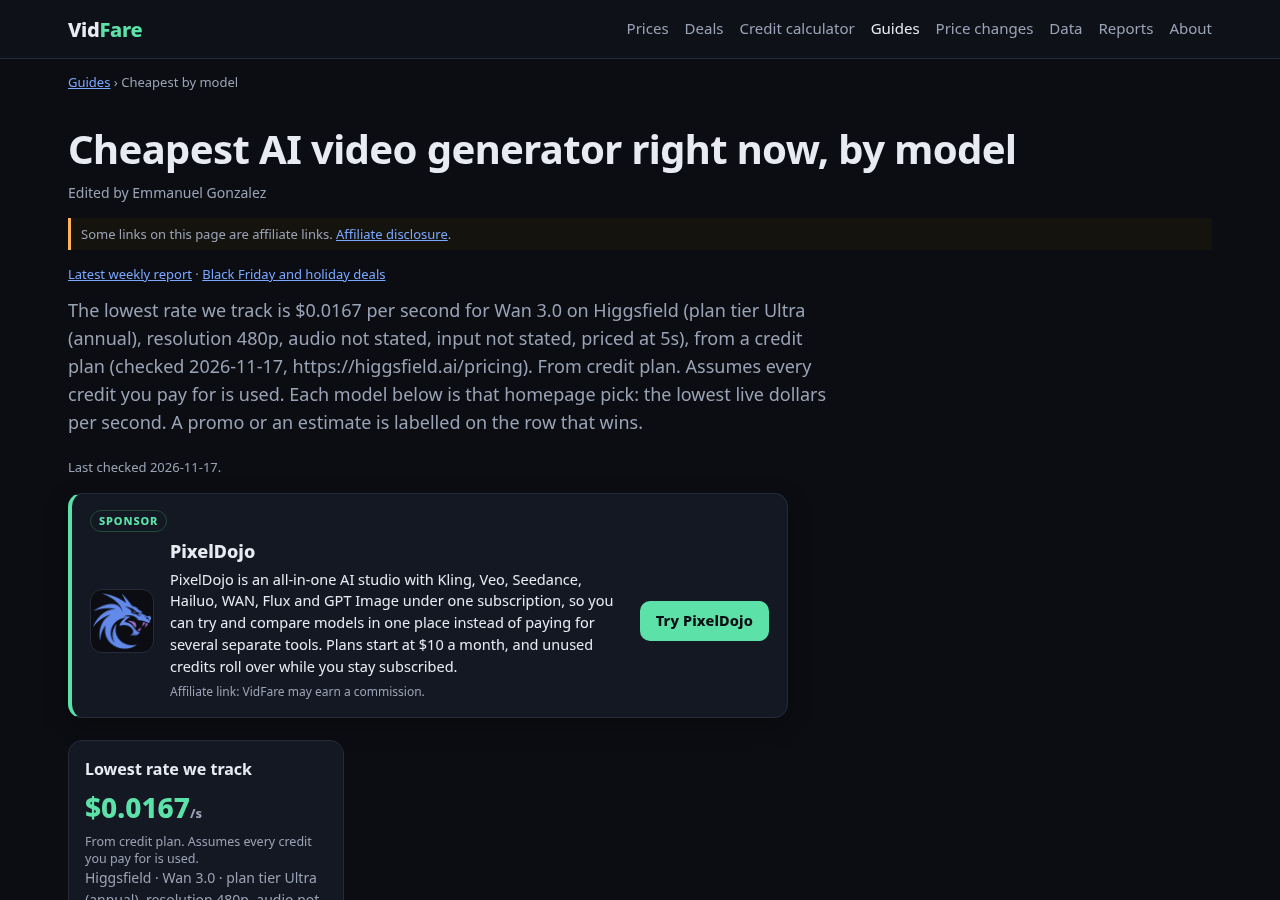 VidFare
Prices Deals Credit calculator Guides Price changes Data Reports About
Guides › Cheapest by model
Cheapest AI video generator right now, by model
Edited by Emmanuel Gonzalez
Some links on this page are affiliate links. Affiliate disclosure.
Latest weekly report · Black Friday and holiday deals
The lowest rate we track is $0.0167 per second for Wan 3.0 on Higgsfield (plan tier Ultra
(annual), resolution 480p, audio not stated, input not stated, priced at 5s), from a credit
plan (checked 2026-11-17, https://higgsfield.ai/pricing). From credit plan. Assumes every
credit you pay for is used. Each model below is that homepage pick: the lowest live dollars
per second. A promo or an estimate is labelled on the row that wins.
Last checked 2026-11-17.
SPONSOR
PixelDojo
PixelDojo is an all-in-one AI studio with Kling, Veo, Seedance,
Hailuo, WAN, Flux and GPT Image under one subscription, so you
can try and compare models in one place instead of paying for
several separate tools. Plans start at $10 a month, and unused
credits roll over while you stay subscribed.
Affiliate link: VidFare may earn a commission.
Try PixelDojo
Lowest rate we track
$0.0167/s
From credit plan. Assumes every credit
you pay for is used.
Higgsfield · Wan 3.0 · plan tier Ultra
(annual), resolution 480p, audio not